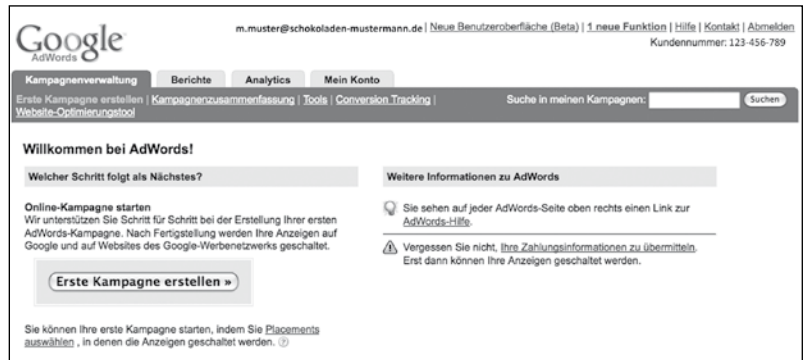 Google
AdWords
m.muster@schokoladen-mustermann.de | Neue Benutzeroberfläche (Beta) | 1 neue Funktion | Hilfe | Kontakt | Abmelden
Kundennummer: 123-456-789
Kampagnenverwaltung Berichte Analytics Mein Konto
Erste Kampagne erstellen | Kampagnenzusammenfassung | Tools | Conversion Tracking |
Website-Optimierungstool
Suche in meinen Kampagnen: Suchen
Willkommen bei AdWords!
Welcher Schritt folgt als Nächstes?
Online-Kampagne starten
Wir unterstützen Sie Schritt für Schritt bei der Erstellung Ihrer ersten
AdWords-Kampagne. Nach Fertigstellung werden Ihre Anzeigen auf
Google und auf Websites des Google-Werbenetzwerks geschaltet.
Erste Kampagne erstellen »
Sie können Ihre erste Kampagne starten, indem Sie Placements
auswählen , in denen die Anzeigen geschaltet werden. ?
Weitere Informationen zu AdWords
Sie sehen auf jeder AdWords-Seite oben rechts einen Link zur
AdWords-Hilfe.
Vergessen Sie nicht, Ihre Zahlungsinformationen zu übermitteln.
Erst dann können Ihre Anzeigen geschaltet werden.